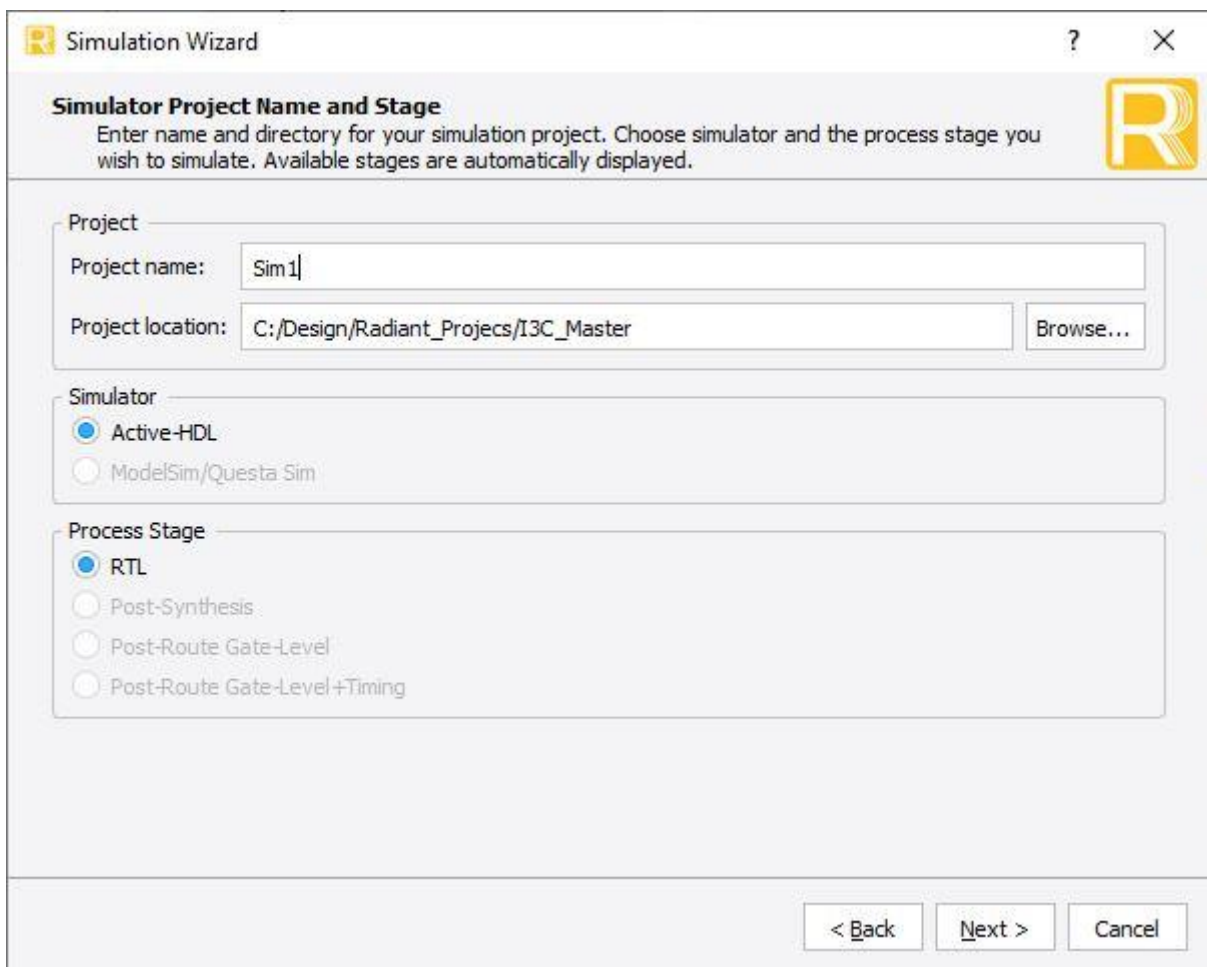 Simulation Wizard ? X
Simulator Project Name and Stage
Enter name and directory for your simulation project. Choose simulator and the process stage you
wish to simulate. Available stages are automatically displayed.
R
Project
Project name: Sim1
Project location: C:/Design/Radiant_Projecs/I3C_Master Browse...
Simulator
Active-HDL
ModelSim/Questa Sim
Process Stage
RTL
Post-Synthesis
Post-Route Gate-Level
Post-Route Gate-Level+Timing
< Back Next > Cancel